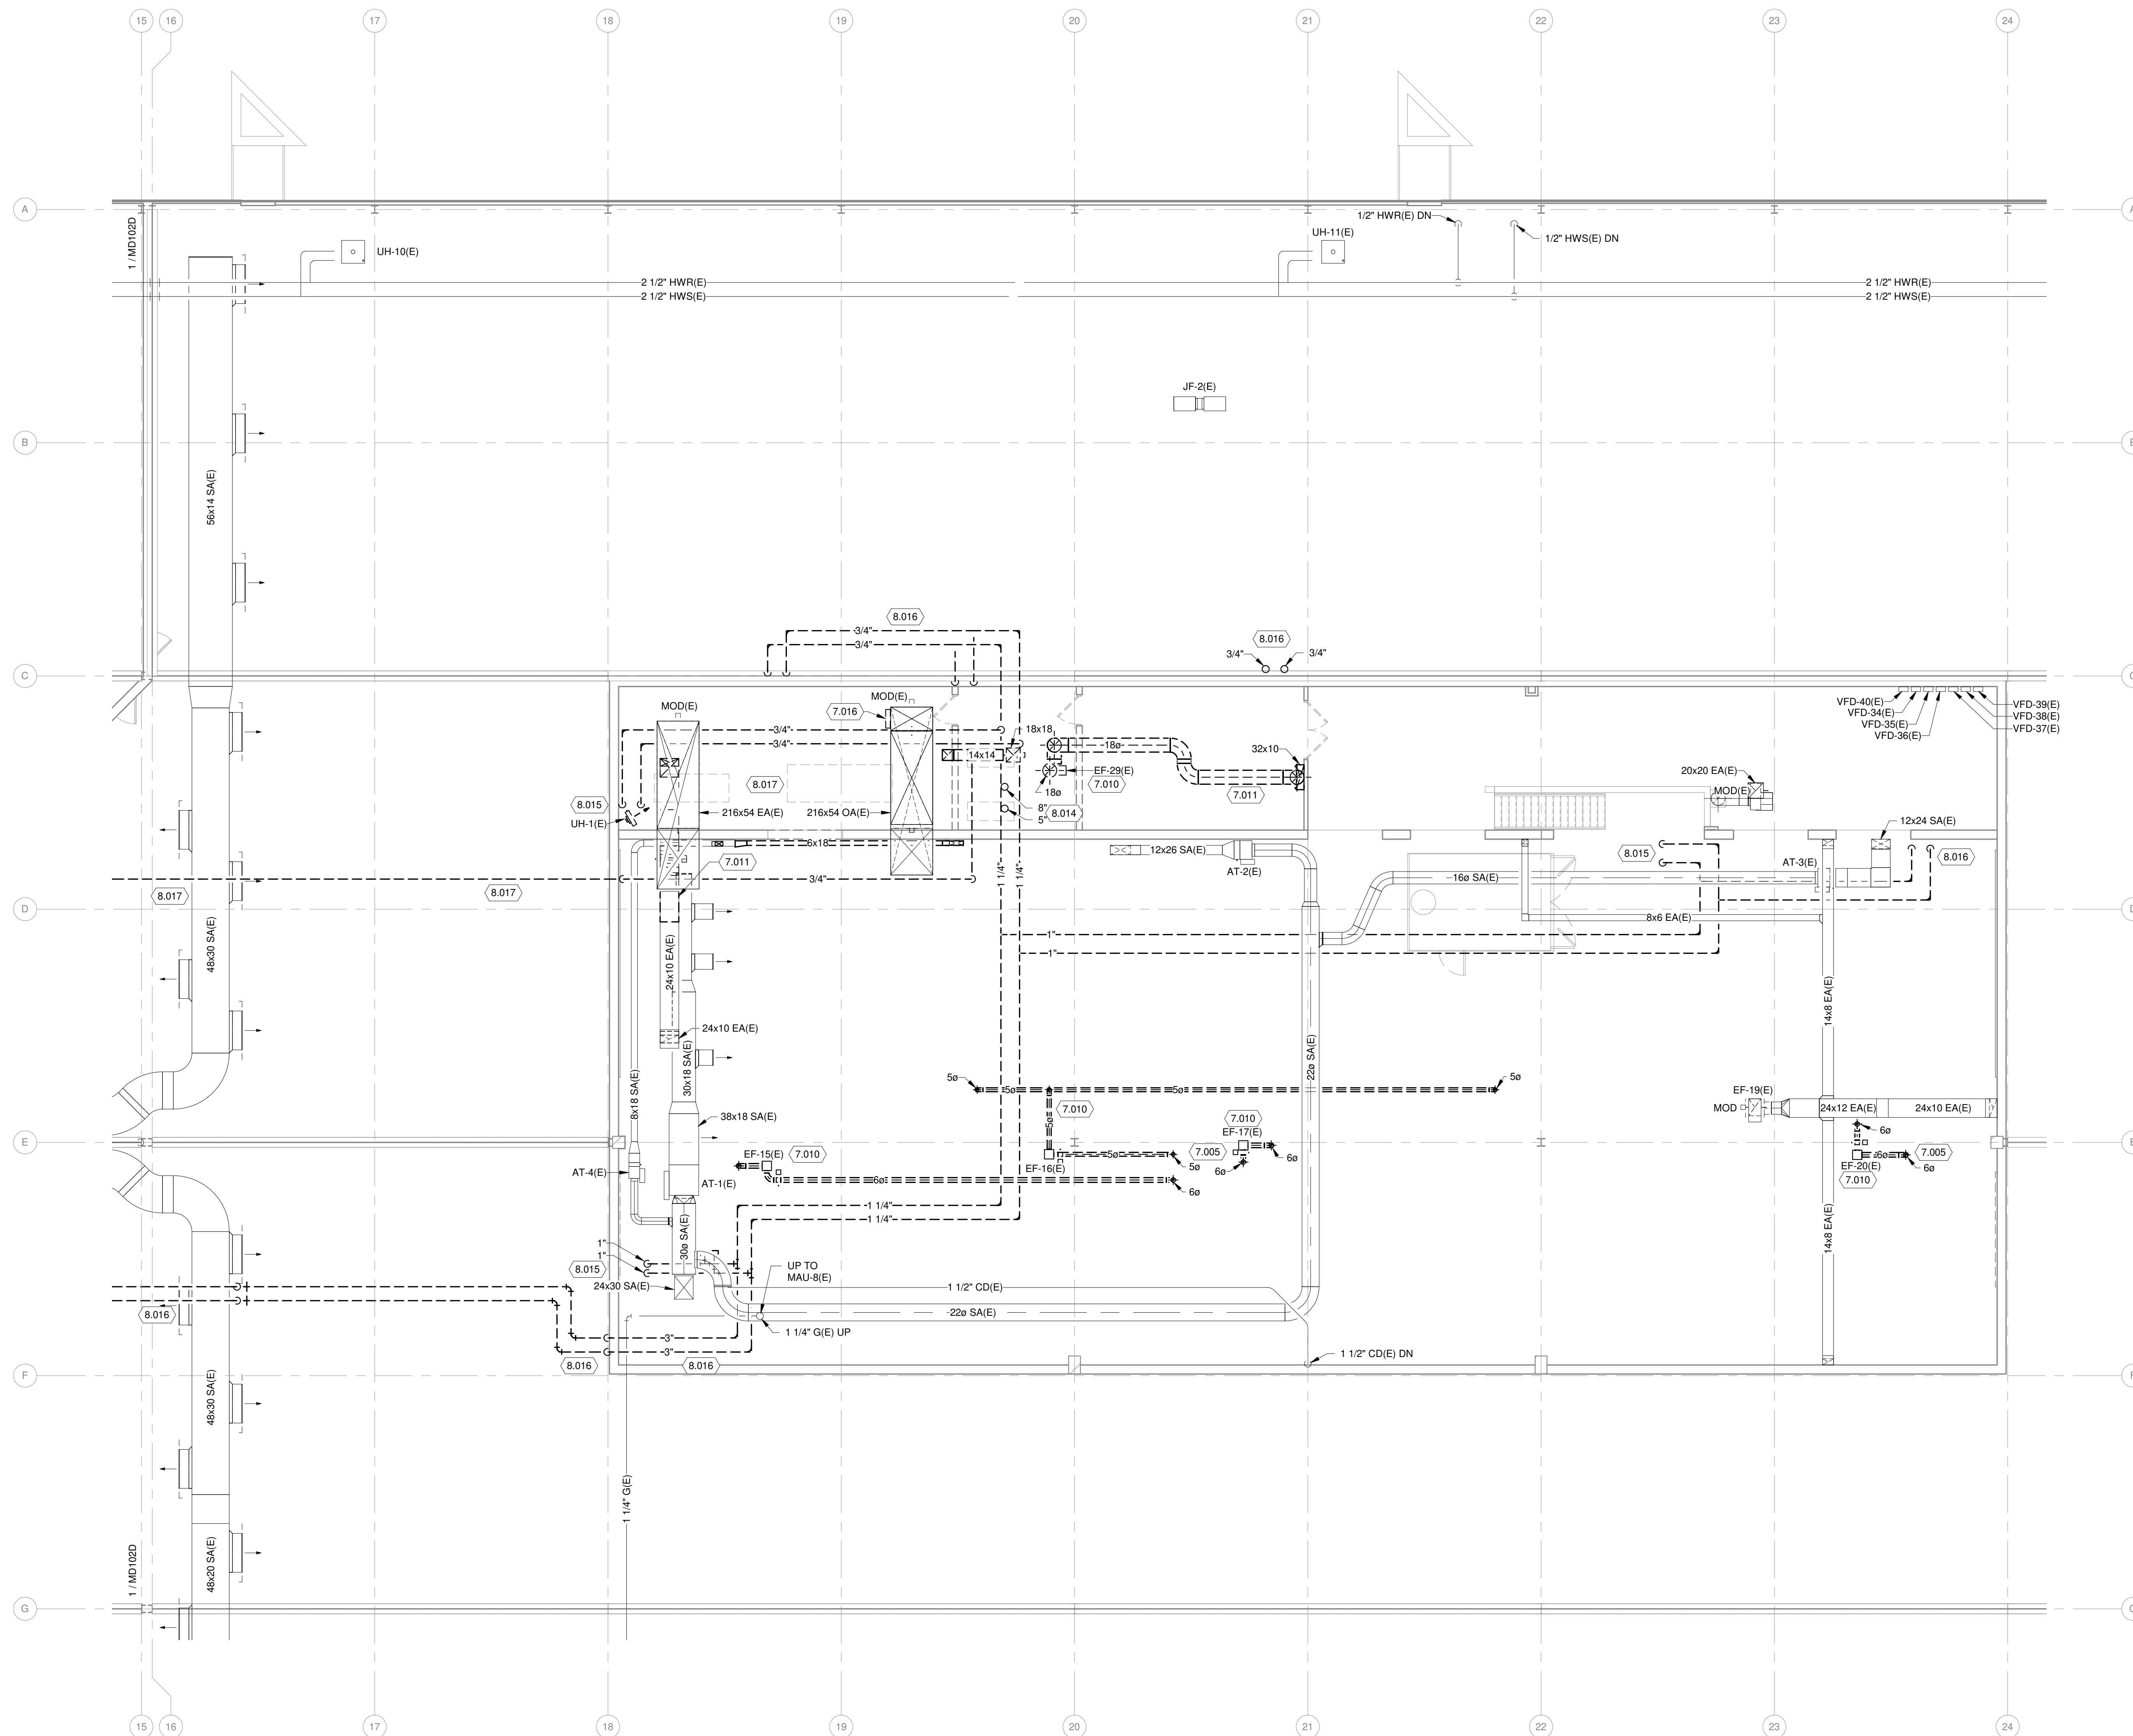 15
16
17
18
19
20
21
22
23
24
A
A
1 / MD102D
UH-10(E)
UH-11(E)
1/2" HWR(E) DN
1/2" HWS(E) DN
2 1/2" HWR(E)
2 1/2" HWR(E)
2 1/2" HWS(E)
2 1/2" HWS(E)
JF-2(E)
B
56x14 SA(E)
8.016
3/4"
3/4"
8.016
3/4"
3/4"
C
MOD(E)
MOD(E)
7.016
18x18
3/4"
3/4"
14x14
18ø
32x10
EF-29(E)
7.010
18ø
7.011
8.017
8.015
UH-1(E)
216x54 EA(E)
216x54 OA(E)
8"
5"
8.014
VFD-40(E)
VFD-34(E)
VFD-35(E)
VFD-36(E)
VFD-39(E)
VFD-38(E)
VFD-37(E)
20x20 EA(E)
MOD(E)
12x24 SA(E)
6x18
7.011
12x26 SA(E)
AT-2(E)
8.015
AT-3(E)
8.016
3/4"
1 1/4"
1 1/4"
16ø SA(E)
8.017
8.017
D
8x6 EA(E)
48x30 SA(E)
24x10 EA(E)
1"
1"
14x8 EA(E)
24x10 EA(E)
30x18 SA(E)
8x18 SA(E)
22ø SA(E)
5ø
5ø
5ø
5ø
38x18 SA(E)
7.010
5ø
7.010
EF-17(E)
EF-19(E)
MOD
24x12 EA(E)
24x10 EA(E)
6ø
E
EF-15(E)
7.010
EF-16(E)
5ø
5ø
7.005
6ø
6ø
6ø
6ø
7.005
EF-20(E)
6ø
7.010
AT-4(E)
AT-1(E)
6ø
1 1/4"
1 1/4"
30ø SA(E)
14x8 EA(E)
1"
1"
8.015
24x30 SA(E)
UP TO
MAU-8(E)
1 1/2" CD(E)
22ø SA(E)
1 1/4" G(E) UP
8.016
3"
3"
8.016
8.016
1 1/2" CD(E) DN
F
48x30 SA(E)
1 1/4" G(E)
48x20 SA(E)
1 / MD102D
G
15
16
17
18
19
20
21
22
23
24